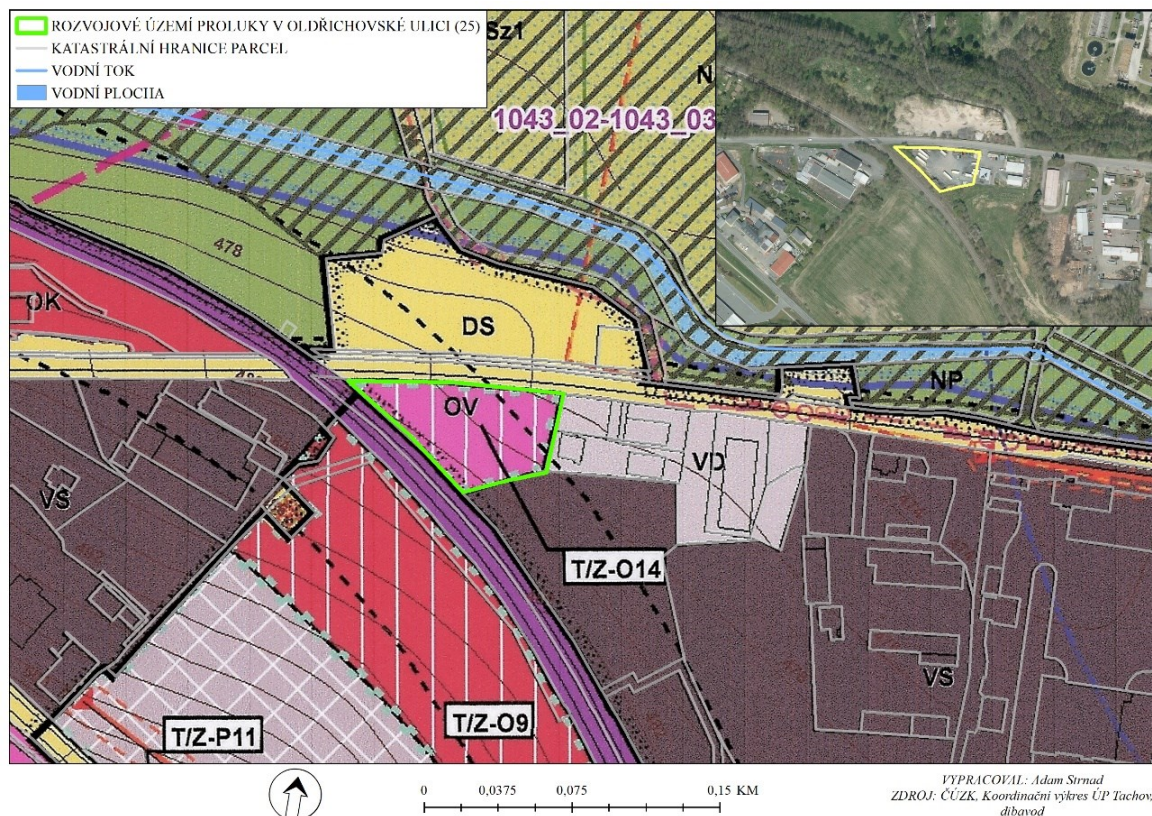 ROZVOJOVÉ ÚZEMÍ PROLUKY V OLDŘICHOVSKÉ ULICI (25)
KATASTRÁLNÍ HRANICE PARCEL
VODNÍ TOK
VODNÍ PLOCHA
Sz1
N
1043_02-1043_03
478
OK
DS
OV
NP
VS
VD
T/Z-O14
VS
T/Z-O9
T/Z-P11
0 0,0375 0,075 0,15 KM
VYPRACOVAL: Adam Strnad
ZDROJ: ČÚZK, Koordinační výkres ÚP Tachov,
dibavod